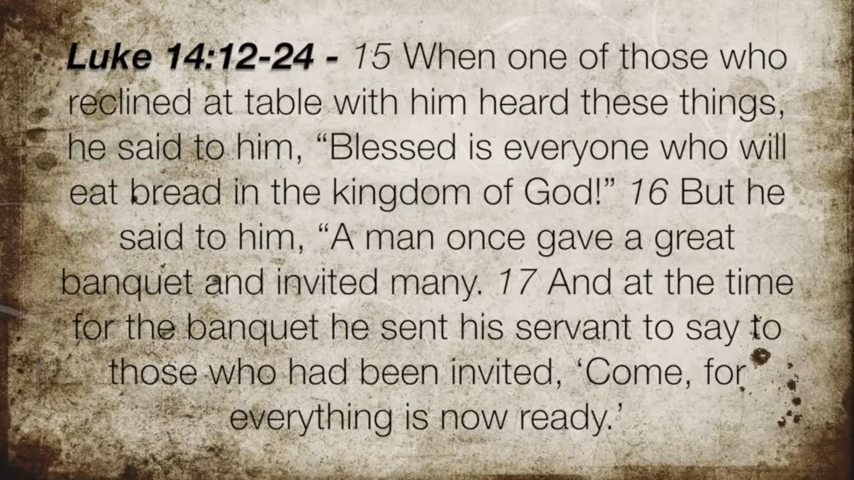 Luke 14:12-24 - 15 When one of those who
reclined at table with him heard these things,
he said to him, “Blessed is everyone who will
eat bread in the kingdom of God!” 16 But he
said to him, “A man once gave a great
banquet and invited many. 17 And at the time
for the banquet he sent his servant to say to
those who had been invited, ‘Come, for
everything is now ready.’